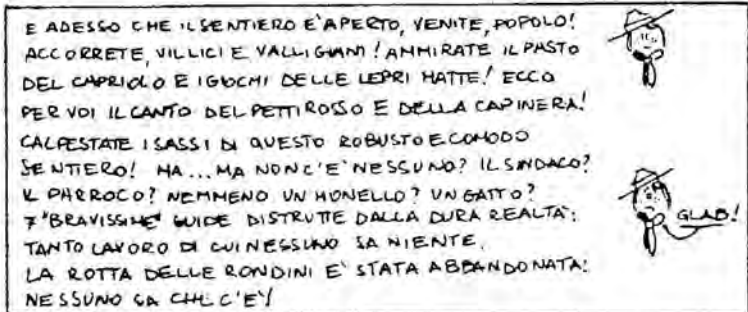 E ADESSO CHE IL SENTIERO E' APERTO, VENITE, POPOLO!
ACCORRETE, VILLICI E VALLIGIANI! AMMIRATE IL PASTO
DEL CAPRIOLO E I GIOCHI DELLE LEPRI MATTE! ECCO
PER VOI IL CANTO DEL PETTIROSSO E DELLA CAPINERA!
CALPESTATE I SASSI DI QUESTO ROBUSTO E COMODO
SENTIERO! MA...MA NON C'E' NESSUNO? IL SINDACO?
IL PARROCO? NEMMENO UN MONELLO? UN GATTO?
7 "BRAVISSIME" GUIDE DISTRUTTE DALLA DURA REALTA':
TANTO LAVORO DI CUI NESSUNO SA NIENTE.
LA ROTTA DELLE RONDINI E' STATA ABBANDONATA:
NESSUNO SA CHE C'E'!
GLAB!